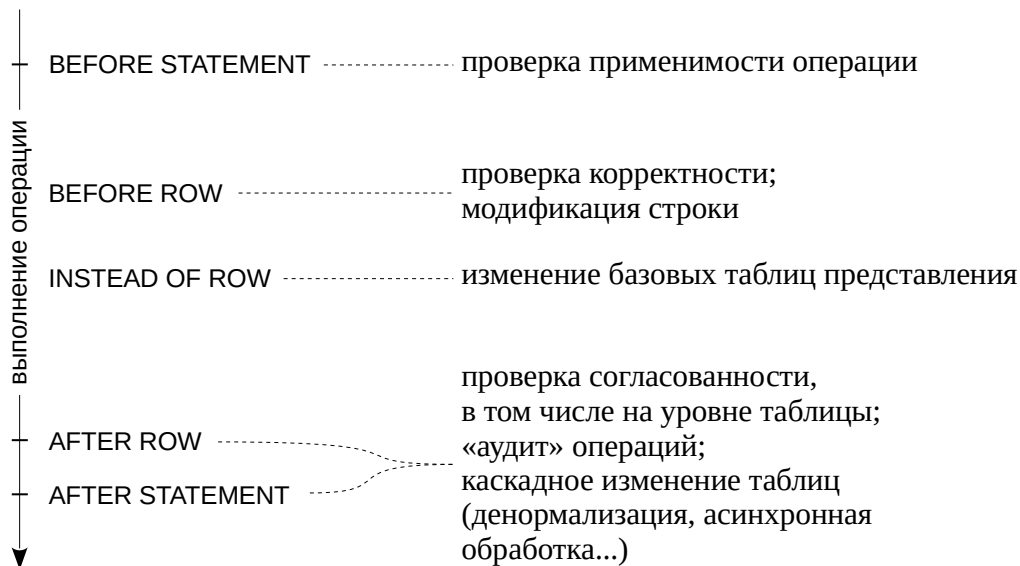 BEFORE STATEMENT
проверка применимости операции
выполнение операции
BEFORE ROW
проверка корректности;
модификация строки
INSTEAD OF ROW
изменение базовых таблиц представления
AFTER ROW
AFTER STATEMENT
проверка согласованности,
в том числе на уровне таблицы;
«аудит» операций;
каскадное изменение таблиц
(денормализация, асинхронная
обработка...)